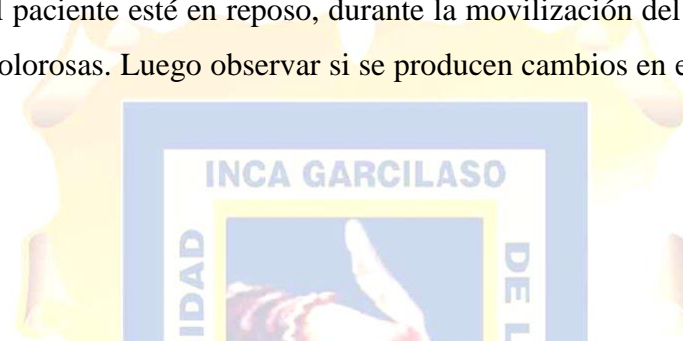 paciente esté en reposo, durante la movilización del
olorosas. Luego observar si se producen cambios en
INCA GARCILASO
IDAD
DE L